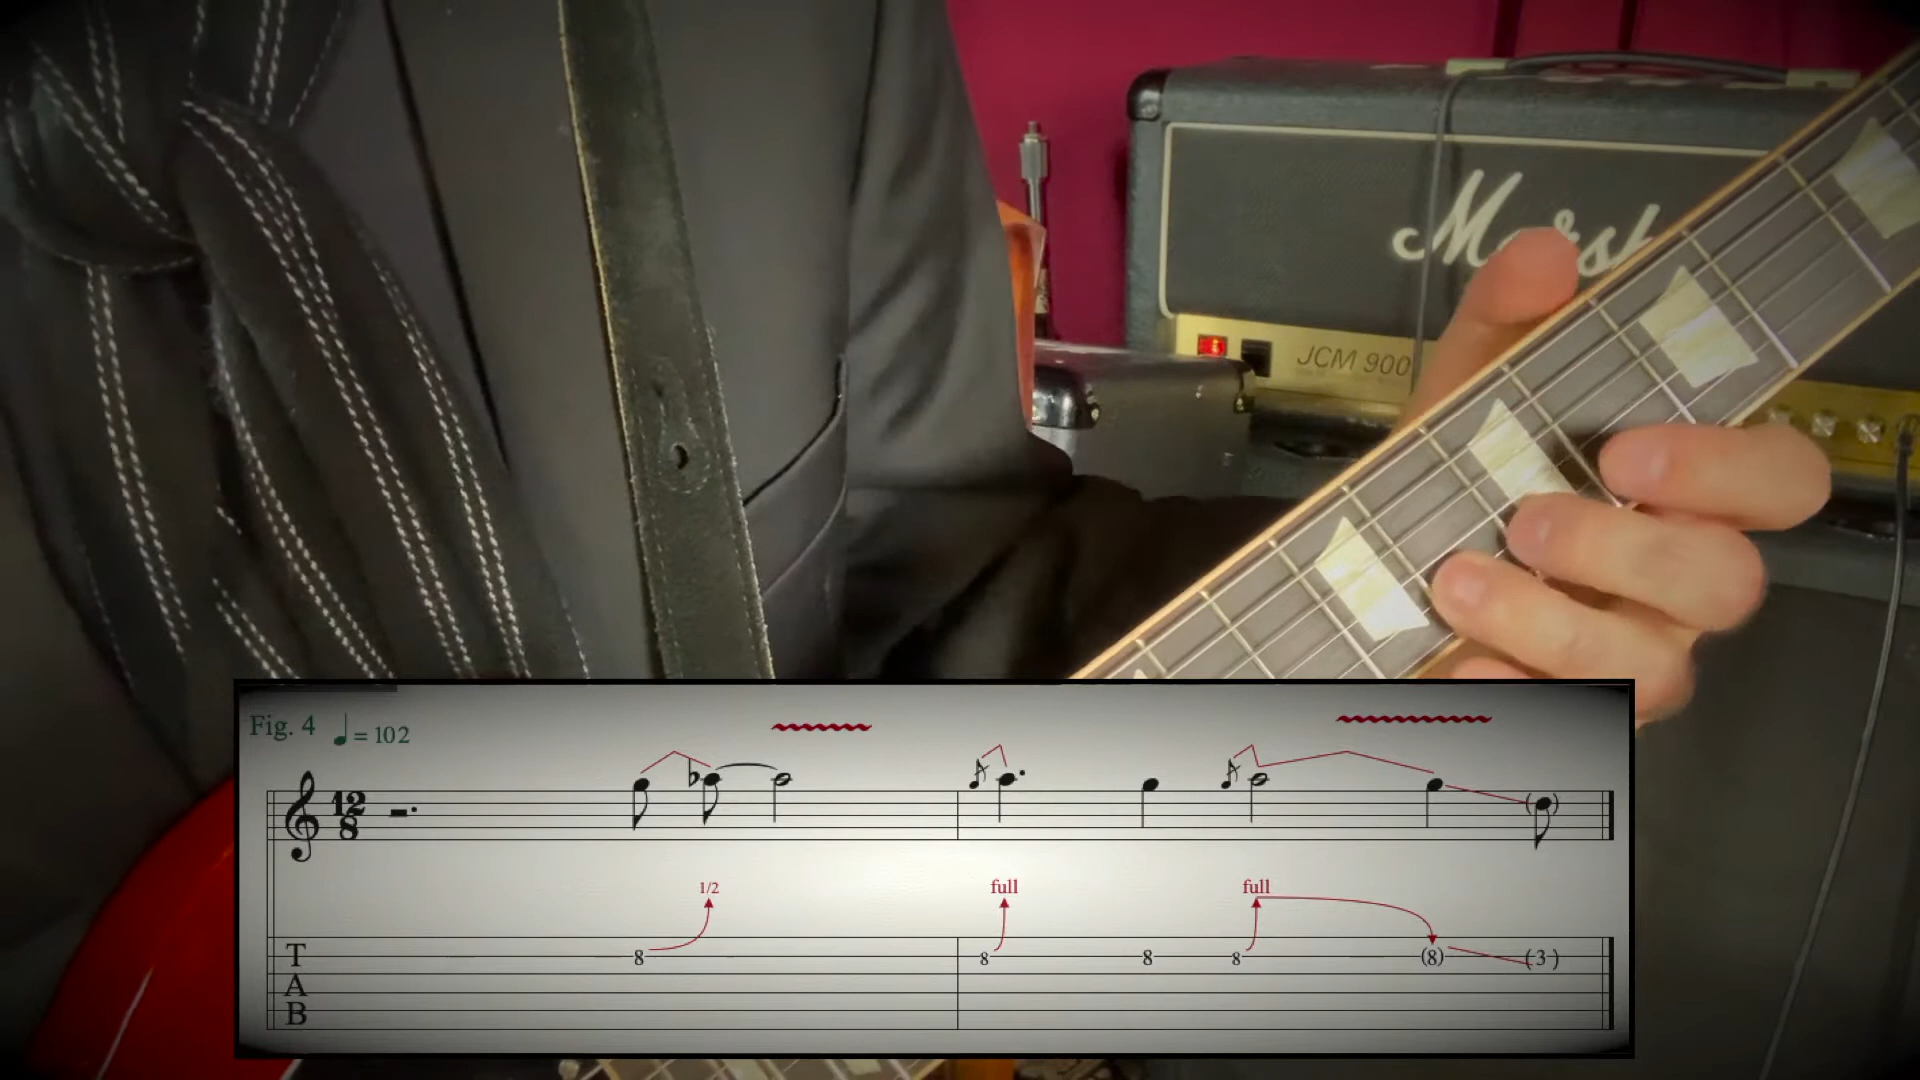 Marsh
JCM 900
Fig. 4 ♩= 102
12
8
1/2 full full
T 8 8 8 8 (8) (3)
A
B